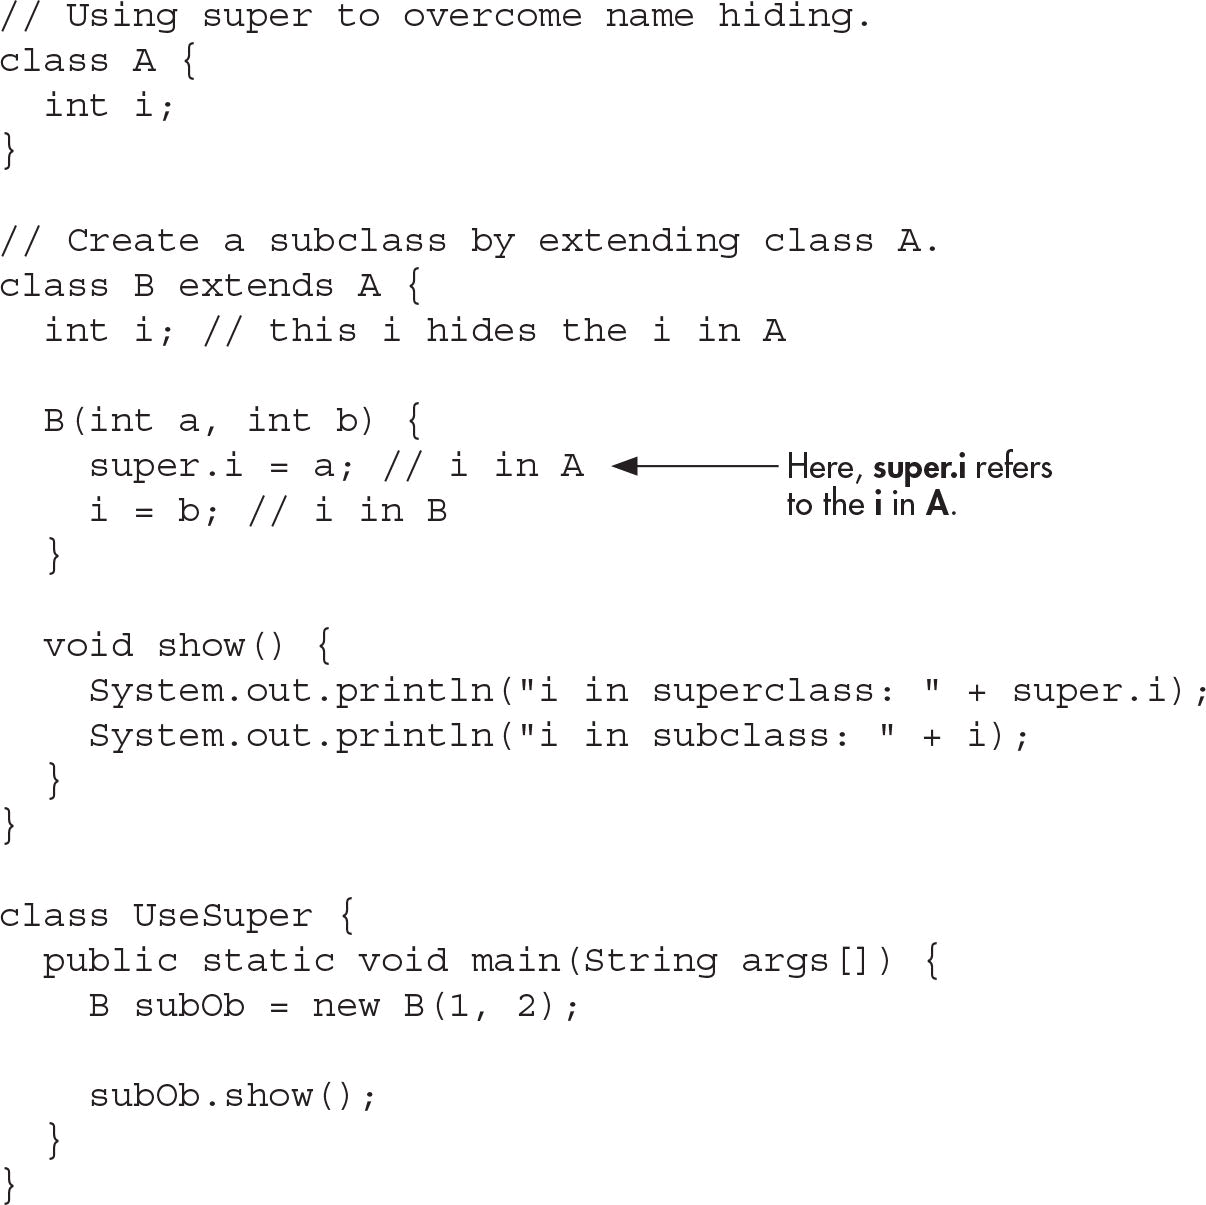 // Using super to overcome name hiding.
class A {
  int i;
}

// Create a subclass by extending class A.
class B extends A {
  int i; // this i hides the i in A

  B(int a, int b) {
    super.i = a; // i in A
    i = b; // i in B
  }
Here, super.i refers
to the i in A.

  void show() {
    System.out.println("i in superclass: " + super.i);
    System.out.println("i in subclass: " + i);
  }
}

class UseSuper {
  public static void main(String args[]) {
    B subOb = new B(1, 2);

    subOb.show();
  }
}